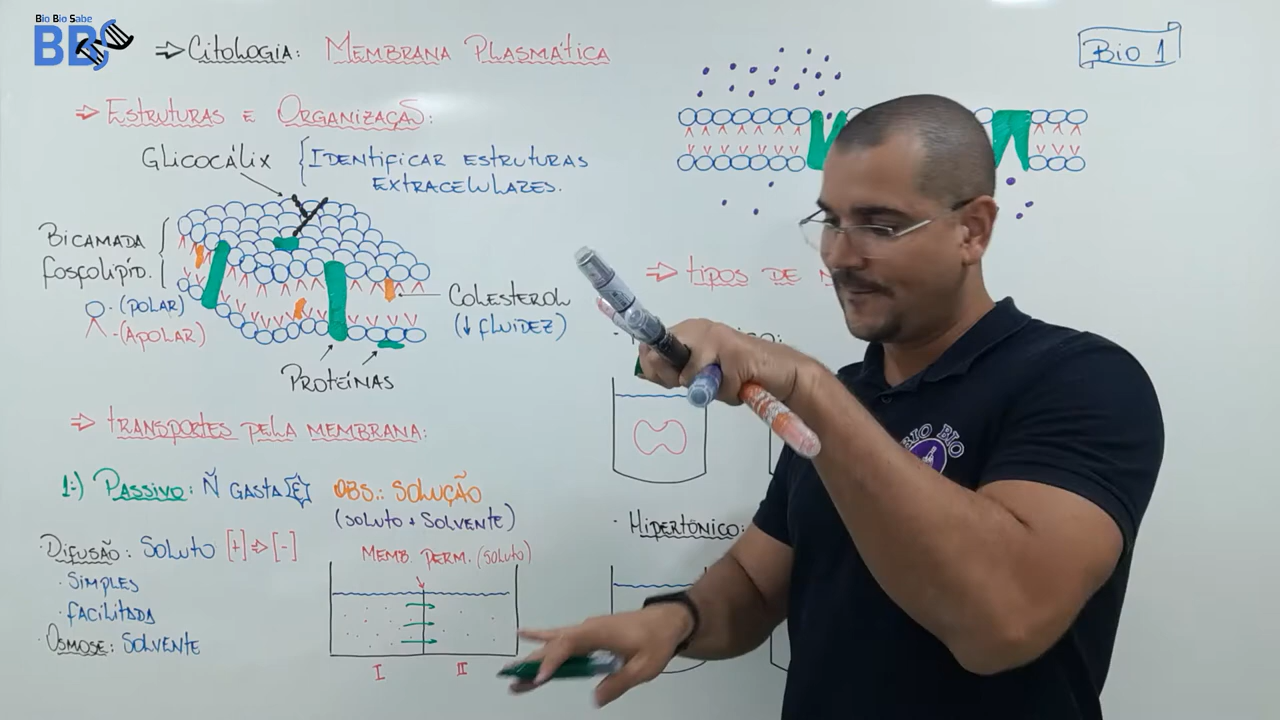 Bio Bio Sabe
BBS
⇒ Citologia: Membrana Plasmática
Bio 1
⇒ Estruturas e Organização:
Glicocálix { Identificar estruturas
extracelulares.
Bicamada
fosfolipíd. {
- (polar)
- (apolar)
Colesterol
(↓ fluidez)
Proteínas
⇒ tipos de
⇒ transportes pela membrana:
1:) Passivo: Ñ gasta [E]
obs.: Solução
(soluto + solvente)
· Difusão: Soluto [+] ⇒ [-]
· Simples
· facilitada
· Osmose: Solvente
Memb. perm. (soluto)
I II
· Hipertônico:
BIO BIO